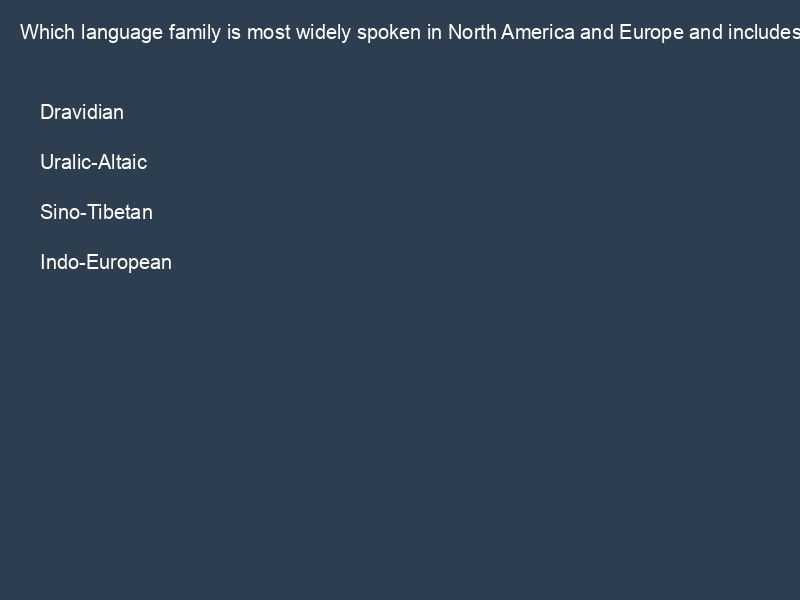 Which language family is most widely spoken in North America and Europe and includes
Dravidian
Uralic-Altaic
Sino-Tibetan
Indo-European